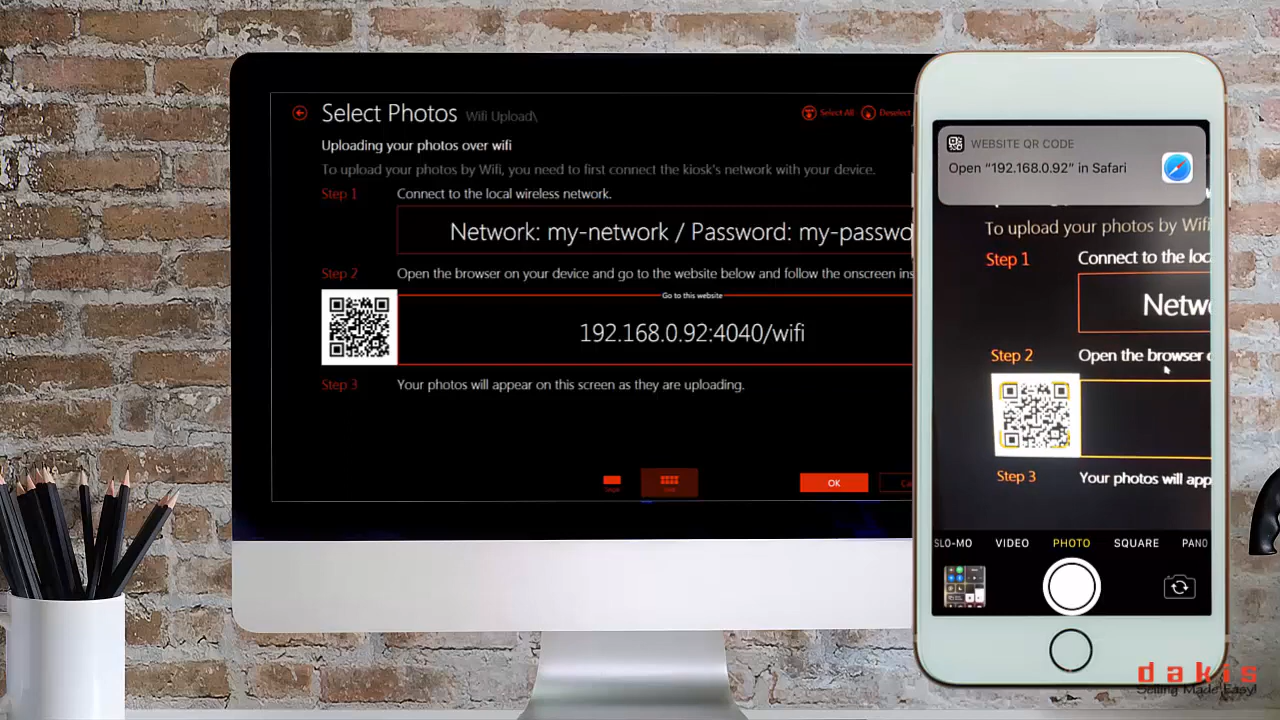 Select Photos Wifi Upload\
Select All
Deselect
Uploading your photos over wifi
To upload your photos by Wifi, you need to first connect the kiosk's network with your device.
Step 1
Connect to the local wireless network.
Network: my-network / Password: my-passwo
Step 2
Open the browser on your device and go to the website below and follow the onscreen ins
Go to this website
192.168.0.92:4040/wifi
Step 3
Your photos will appear on this screen as they are uploading.
OK
WEBSITE QR CODE
Open “192.168.0.92” in Safari
To upload your photos by Wifi
Step 1
Connect to the loc
Netw
Step 2
Open the browser
Step 3
Your photos will app
SLO-MO VIDEO PHOTO SQUARE PANO
dakis
Selling Made Easy!